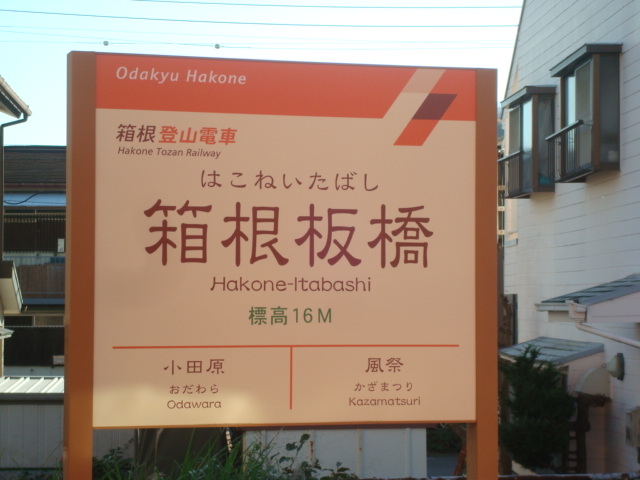 Odakyu Hakone
箱根登山電車
Hakone Tozan Railway
はこねいたばし
箱根板橋
Hakone-Itabashi
標高16M
小田原
おだわら
Odawara
風祭
かざまつり
Kazamatsuri